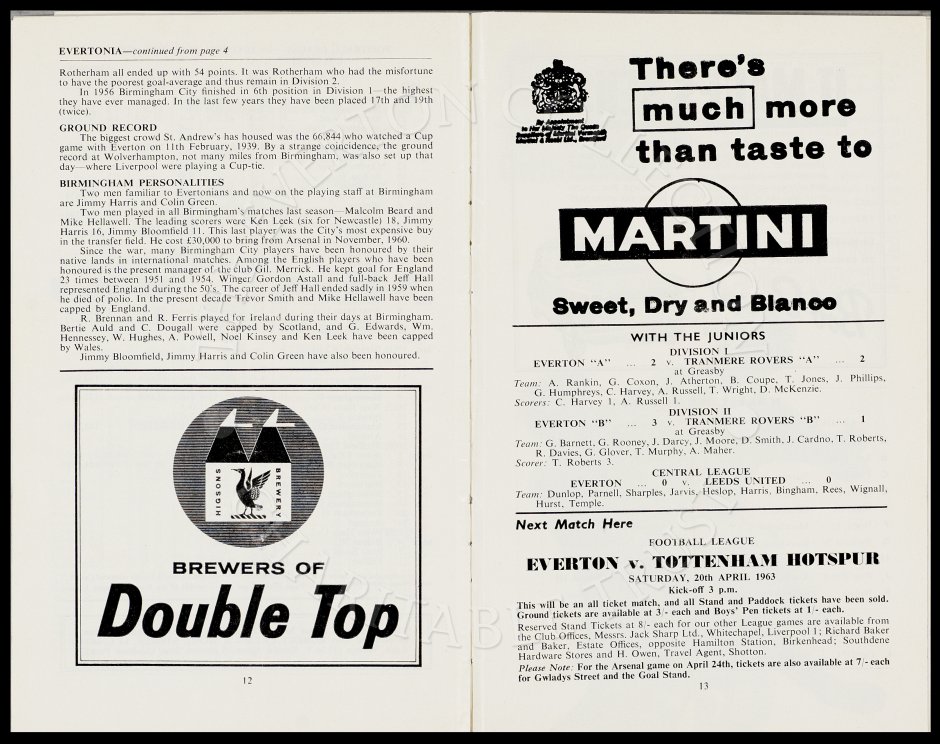 EVERTONIA—continued from page 4
Rotherham all ended up with 54 points. It was Rotherham who had the misfortune
to have the poorest goal-average and thus remain in Division 2.
In 1956 Birmingham City finished in 6th position in Division 1—the highest
they have ever managed. In the last few years they have been placed 17th and 19th
(twice).
GROUND RECORD
The biggest crowd St. Andrew's has housed was the 66,844 who watched a Cup
game with Everton on 11th February, 1939. By a strange coincidence, the ground
record at Wolverhampton, not many miles from Birmingham, was also set up that
day—where Liverpool were playing a Cup-tie.
BIRMINGHAM PERSONALITIES
Two men familiar to Evertonians and now on the playing staff at Birmingham
are Jimmy Harris and Colin Green.
Two men played in all Birmingham's matches last season—Malcolm Beard and
Mike Hellawell. The leading scorers were Ken Leek (six for Newcastle) 18, Jimmy
Harris 16, Jimmy Bloomfield 11. This last player was the City's most expensive buy
in the transfer field. He cost £30,000 to bring from Arsenal in November, 1960.
Since the war, many Birmingham City players have been honoured by their
native lands in international matches. Among the English players who have been
honoured is the present manager of the club Gil. Merrick. He kept goal for England
23 times between 1951 and 1954. Winger Gordon Astall and full-back Jeff Hall
represented England during the 50's. The career of Jeff Hall ended sadly in 1959 when
he died of polio. In the present decade Trevor Smith and Mike Hellawell have been
capped by England.
R. Brennan and R. Ferris played for Ireland during their days at Birmingham.
Bertie Auld and C. Dougall were capped by Scotland, and G. Edwards, Wm.
Hennessey, W. Hughes, A. Powell, Noel Kinsey and Ken Leek have been capped
by Wales.
Jimmy Bloomfield, Jimmy Harris and Colin Green have also been honoured.
HIGSONS BREWERY
BREWERS OF
Double Top
12
There's
much more
than taste to
By Appointment
to Her Majesty The Queen
MARTINI
Sweet, Dry and Bianco
WITH THE JUNIORS
DIVISION I
EVERTON "A" ... 2 v. TRANMERE ROVERS "A" ... 2
at Greasby
Team: A. Rankin, G. Coxon, J. Atherton, B. Coupe, T. Jones, J. Phillips,
G. Humphreys, C. Harvey, A. Russell, T. Wright, D. McKenzie.
Scorers: C. Harvey 1, A. Russell 1.
DIVISION II
EVERTON "B" ... 3 v. TRANMERE ROVERS "B" ... 1
at Greasby
Team: G. Barnett, G. Rooney, J. Darcy, J. Moore, D. Smith, J. Cardno, T. Roberts,
R. Davies, G. Glover, T. Murphy, A. Maher.
Scorer: T. Roberts 3.
CENTRAL LEAGUE
EVERTON ... 0 v. LEEDS UNITED ... 0
Team: Dunlop, Parnell, Sharples, Jarvis, Heslop, Harris, Bingham, Rees, Wignall,
Hurst, Temple.
Next Match Here
FOOTBALL LEAGUE
EVERTON v. TOTTENHAM HOTSPUR
SATURDAY, 20th APRIL 1963
Kick-off 3 p.m.
This will be an all ticket match, and all Stand and Paddock tickets have been sold.
Ground tickets are available at 3/- each and Boys' Pen tickets at 1/- each.
Reserved Stand Tickets at 8/- each for our other League games are available from
the Club Offices, Messrs. Jack Sharp Ltd., Whitechapel, Liverpool 1; Richard Baker
and Baker, Estate Offices, opposite Hamilton Station, Birkenhead; Southdene
Hardware Stores and H. Owen, Travel Agent, Shotton.
Please Note: For the Arsenal game on April 24th, tickets are also available at 7/- each
for Gwladys Street and the Goal Stand.
13